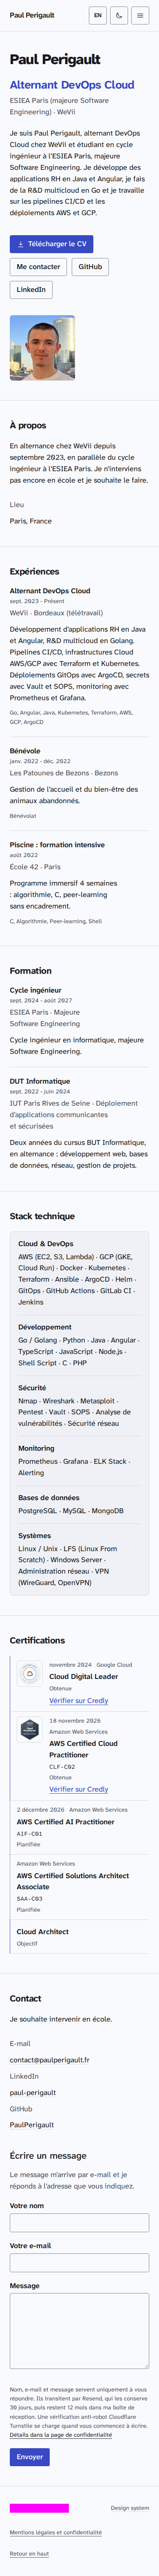 Paul Perigault
EN
Paul Perigault
Alternant DevOps Cloud
ESIEA Paris (majeure Software
Engineering) · WeVii
Je suis Paul Perigault, alternant DevOps
Cloud chez WeVii et étudiant en cycle
ingénieur à l'ESIEA Paris, majeure
Software Engineering. Je développe des
applications RH en Java et Angular, je fais
de la R&D multicloud en Go et je travaille
sur les pipelines CI/CD et les
déploiements AWS et GCP.
Télécharger le CV
Me contacter
GitHub
LinkedIn
À propos
En alternance chez WeVii depuis
septembre 2023, en parallèle du cycle
ingénieur à l'ESIEA Paris. Je n'interviens
pas encore en école et je souhaite le faire.
Lieu
Paris, France
Expériences
Alternant DevOps Cloud
sept. 2023 – Présent
WeVii · Bordeaux (télétravail)
Développement d'applications RH en Java
et Angular, R&D multicloud en Golang.
Pipelines CI/CD, infrastructures Cloud
AWS/GCP avec Terraform et Kubernetes.
Déploiements GitOps avec ArgoCD, secrets
avec Vault et SOPS, monitoring avec
Prometheus et Grafana.
Go, Angular, Java, Kubernetes, Terraform, AWS,
GCP, ArgoCD
Bénévole
janv. 2022 – déc. 2022
Les Patounes de Bezons · Bezons
Gestion de l'accueil et du bien-être des
animaux abandonnés.
Bénévolat
Piscine : formation intensive
août 2022
École 42 · Paris
Programme immersif 4 semaines
: algorithmie, C, peer-learning
sans encadrement.
C, Algorithmie, Peer-learning, Shell
Formation
Cycle ingénieur
sept. 2024 – août 2027
ESIEA Paris · Majeure
Software Engineering
Cycle ingénieur en informatique, majeure
Software Engineering.
DUT Informatique
sept. 2022 – juin 2024
IUT Paris Rives de Seine · Déploiement
d'applications communicantes
et sécurisées
Deux années du cursus BUT Informatique,
en alternance : développement web, bases
de données, réseau, gestion de projets.
Stack technique
Cloud & DevOps
AWS (EC2, S3, Lambda) · GCP (GKE,
Cloud Run) · Docker · Kubernetes ·
Terraform · Ansible · ArgoCD · Helm ·
GitOps · GitHub Actions · GitLab CI ·
Jenkins
Développement
Go / Golang · Python · Java · Angular ·
TypeScript · JavaScript · Node.js ·
Shell Script · C · PHP
Sécurité
Nmap · Wireshark · Metasploit ·
Pentest · Vault · SOPS · Analyse de
vulnérabilités · Sécurité réseau
Monitoring
Prometheus · Grafana · ELK Stack ·
Alerting
Bases de données
PostgreSQL · MySQL · MongoDB
Systèmes
Linux / Unix · LFS (Linux From
Scratch) · Windows Server ·
Administration réseau · VPN
(WireGuard, OpenVPN)
Certifications
novembre 2024 Google Cloud
Cloud Digital Leader
Obtenue
Vérifier sur Credly
18 novembre 2026
Amazon Web Services
AWS Certified Cloud
Practitioner
CLF-C02
Obtenue
Vérifier sur Credly
2 décembre 2026 Amazon Web Services
AWS Certified AI Practitioner
AIF-C01
Planifiée
Amazon Web Services
AWS Certified Solutions Architect
Associate
SAA-C03
Planifiée
Cloud Architect
Objectif
Contact
Je souhaite intervenir en école.
E-mail
contact@paulperigault.fr
LinkedIn
paul-perigault
GitHub
PaulPerigault
Écrire un message
Le message m'arrive par e-mail et je
réponds à l'adresse que vous indiquez.
Votre nom
Votre e-mail
Message
Nom, e-mail et message servent uniquement à vous
répondre. Ils transitent par Resend, qui les conserve
30 jours, puis restent 12 mois dans ma boîte de
réception. Une vérification anti-robot Cloudflare
Turnstile se charge quand vous commencez à écrire.
Détails dans la page de confidentialité
Envoyer
Design system
Mentions légales et confidentialité
Retour en haut